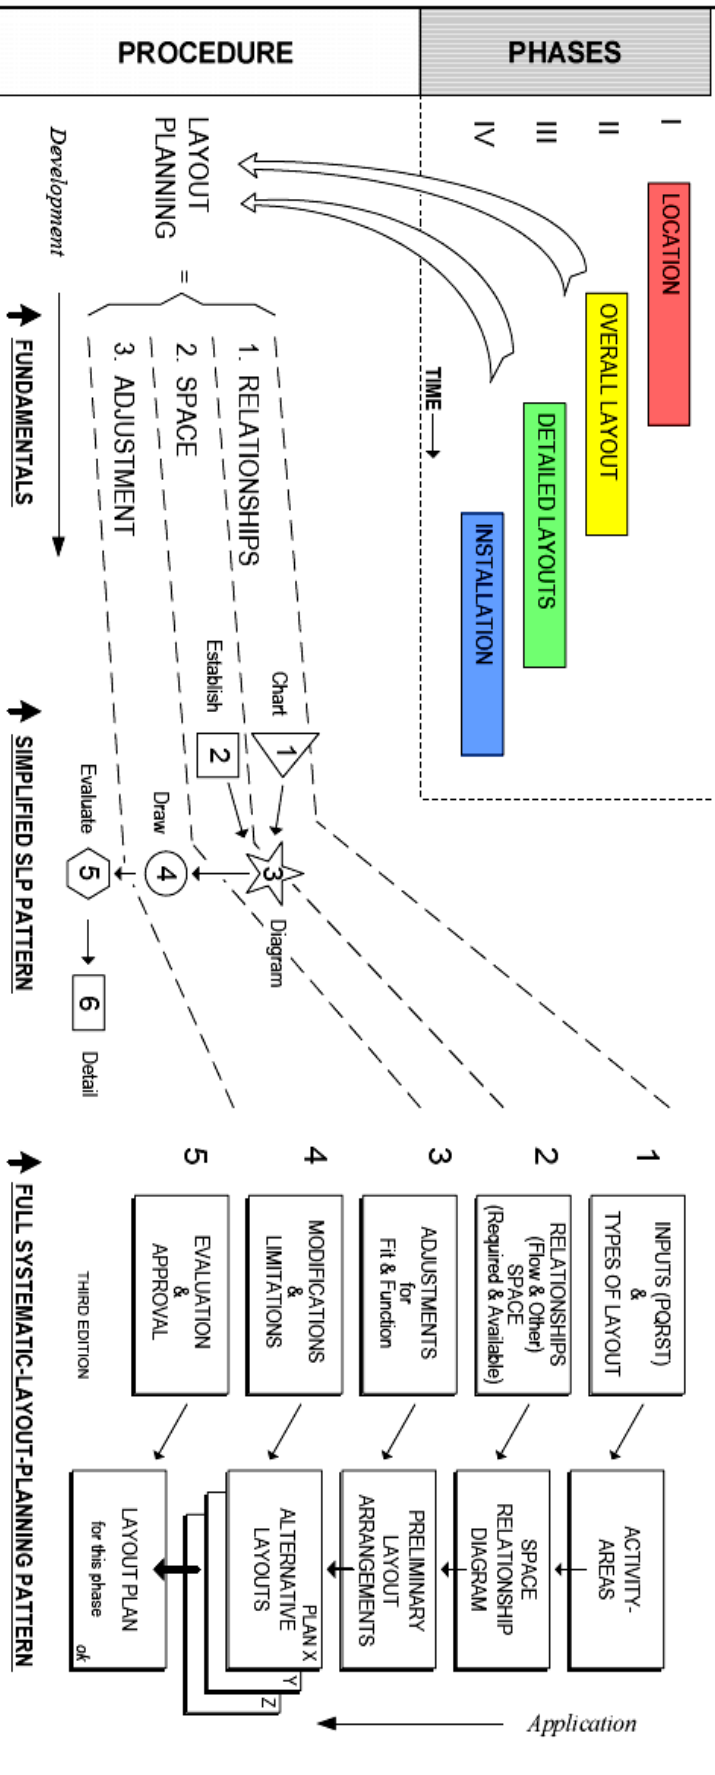 PHASES
I
LOCATION
II
OVERALL LAYOUT
III
DETAILED LAYOUTS
IV
INSTALLATION
TIME
PROCEDURE
LAYOUT
PLANNING
=
1. RELATIONSHIPS
2. SPACE
3. ADJUSTMENT
Development
FUNDAMENTALS
Chart
1
Establish
2
3
Diagram
Draw
4
Evaluate
5
6
Detail
SIMPLIFIED SLP PATTERN
1
INPUTS (PQRST)
&
TYPES OF LAYOUT
ACTIVITY-
AREAS
2
RELATIONSHIPS
(Flow & Other)
SPACE
(Required & Available)
SPACE
RELATIONSHIP
DIAGRAM
3
ADJUSTMENTS
for
Fit & Function
PRELIMINARY
LAYOUT
ARRANGEMENTS
4
MODIFICATIONS
&
LIMITATIONS
PLAN X
ALTERNATIVE
LAYOUTS
Y
Z
5
EVALUATION
&
APPROVAL
LAYOUT PLAN
for this phase
ok
Application
THIRD EDITION
FULL SYSTEMATIC-LAYOUT-PLANNING PATTERN